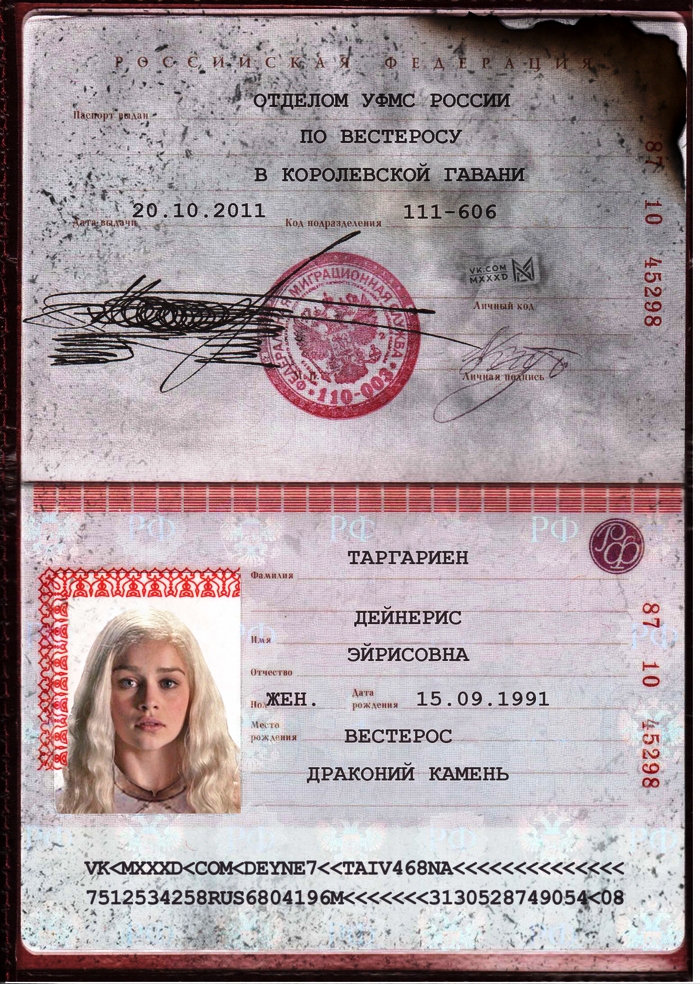 РОССИЙСКАЯ ФЕДЕРАЦИЯ
Паспорт выдан
ОТДЕЛОМ УФМС РОССИИ
ПО ВЕСТЕРОСУ
В КОРОЛЕВСКОЙ ГАВАНИ
Дата выдачи 20.10.2011 Код подразделения 111-606
87 10 45298
VK.COM
MXXXD
Личный код
ФЕДЕРАЛЬНАЯ МИГРАЦИОННАЯ СЛУЖБА
110-003
М.П.
Личная подпись
РФ РФ РФ
ТАРГАРИЕН
Фамилия
ДЕЙНЕРИС
Имя
ЭЙРИСОВНА
Отчество
Пол ЖЕН. Дата рождения 15.09.1991
Место рождения ВЕСТЕРОС
ДРАКОНИЙ КАМЕНЬ
87 10 45298
VK<MXXXD<COM<DEYNE7<<TAIV468NA<<<<<<<<<<<<<<<
7512534258RUS6804196M<<<<<<<3130528749054<08